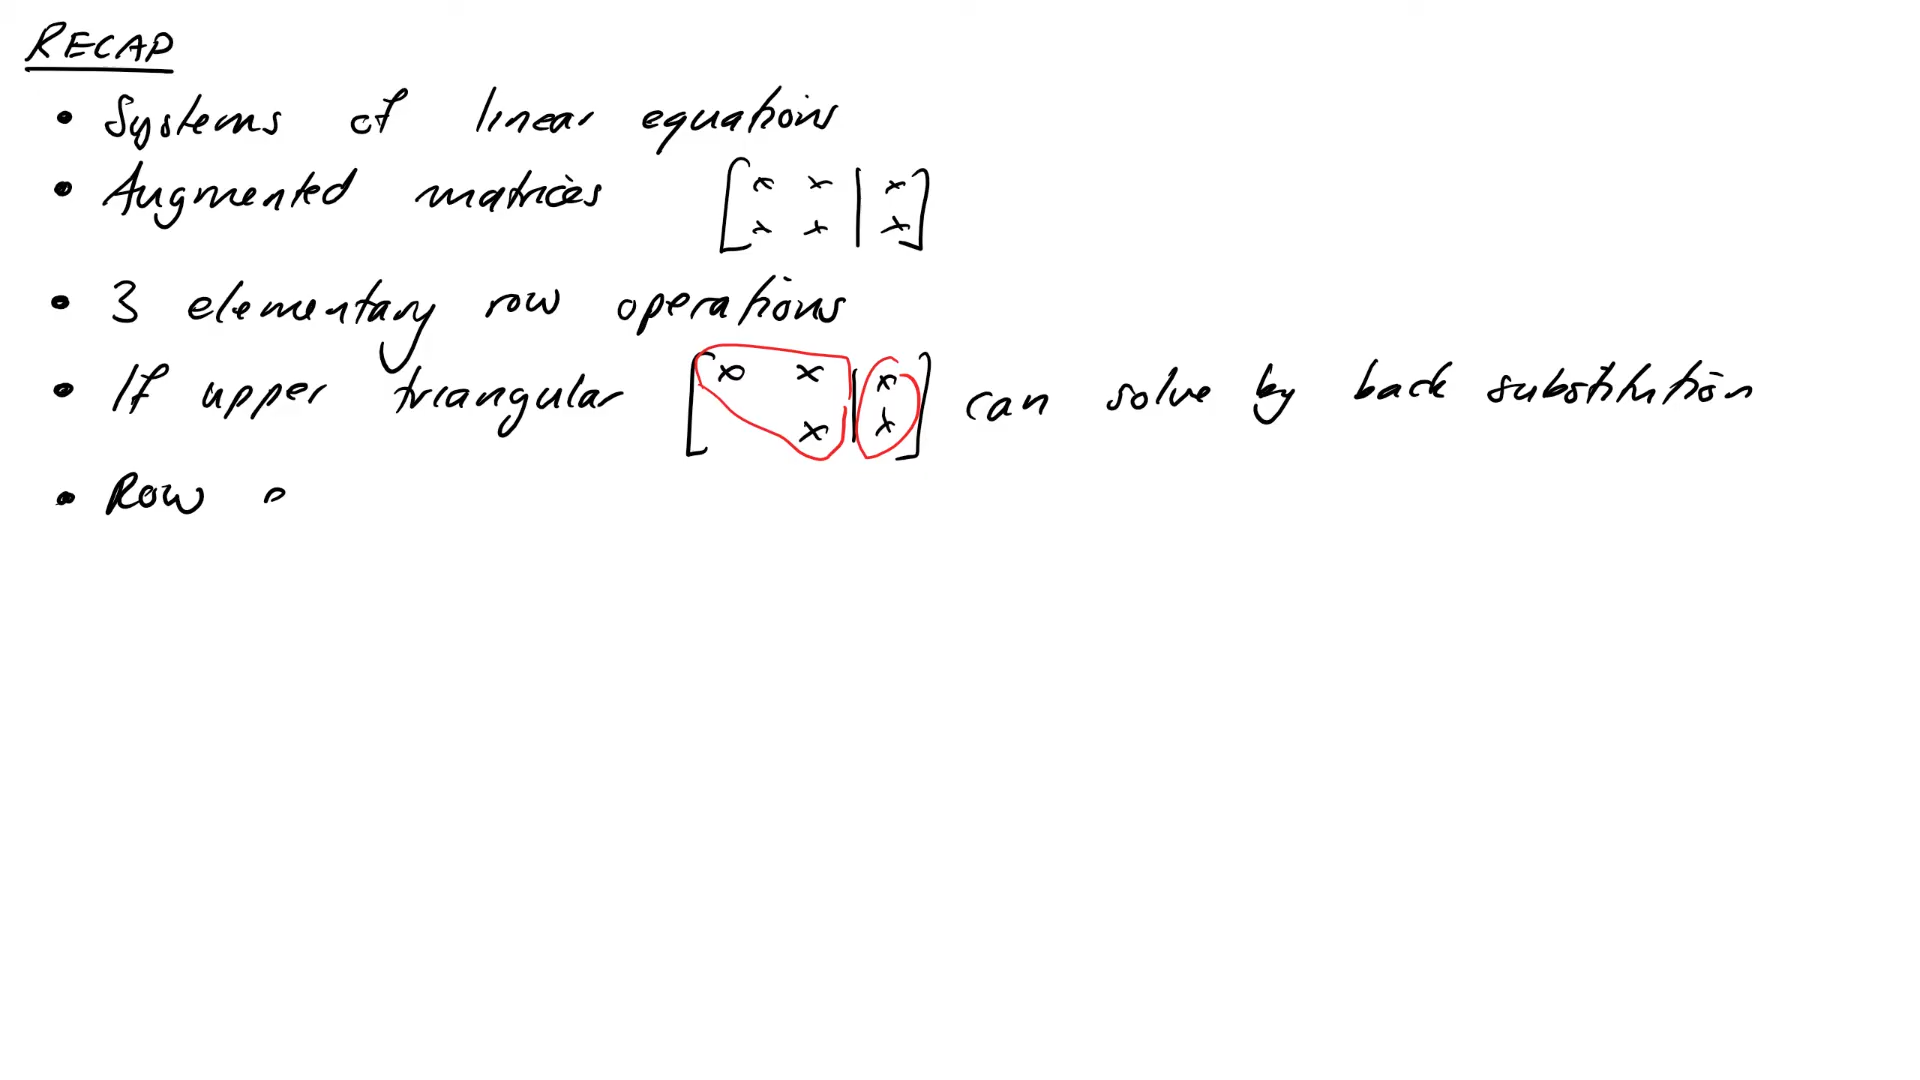 RECAP
• Systems of linear equations
• Augmented matrices [x x | x
x x | x]
• 3 elementary row operations
• If upper triangular [x x | x
x | x] can solve by back substitution
• Row